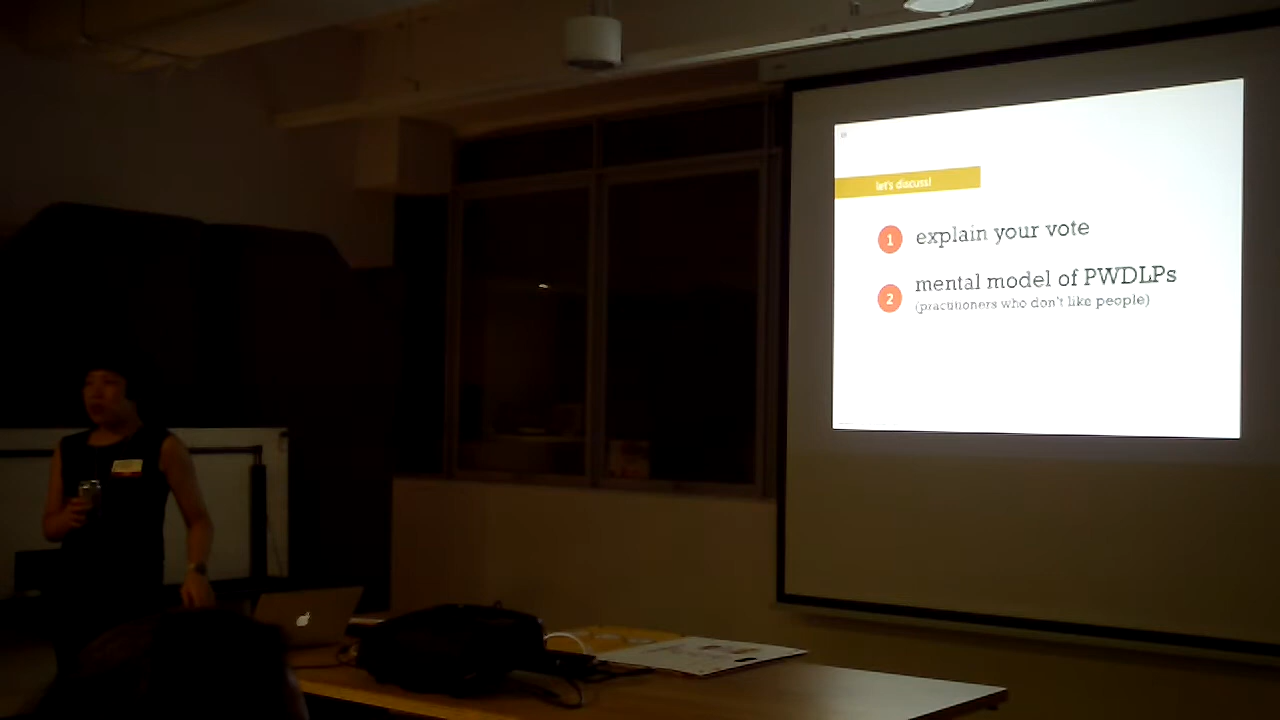 let's discuss!
1 explain your vote
2 mental model of PWDLPs
(practitioners who don't like people)